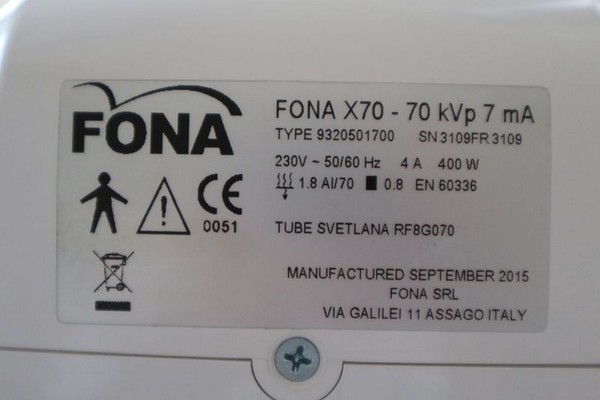 FONA
FONA X70 - 70 kVp 7 mA
TYPE 9320501700 SN 3109FR3109
230V ~ 50/60 Hz 4 A 400 W
1.8 Al/70 0.8 EN 60336
CE
0051
TUBE SVETLANA RF8G070
MANUFACTURED SEPTEMBER 2015
FONA SRL
VIA GALILEI 11 ASSAGO ITALY